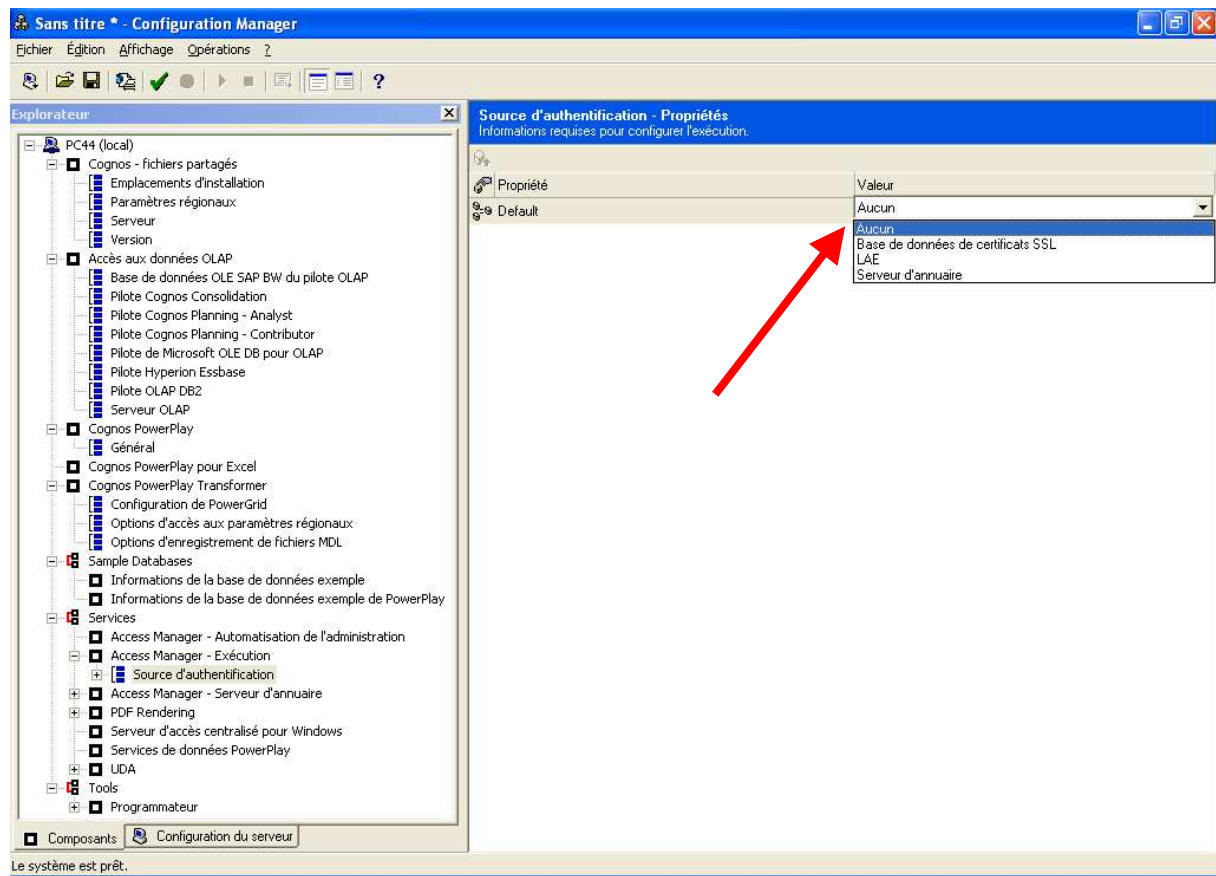 Sans titre * - Configuration Manager
Fichier Édition Affichage Opérations ?
?
Explorateur
PC44 (local)
Cognos - fichiers partagés
Emplacements d'installation
Paramètres régionaux
Serveur
Version
Accès aux données OLAP
Base de données OLE SAP BW du pilote OLAP
Pilote Cognos Consolidation
Pilote Cognos Planning - Analyst
Pilote Cognos Planning - Contributor
Pilote de Microsoft OLE DB pour OLAP
Pilote Hyperion Essbase
Pilote OLAP DB2
Serveur OLAP
Cognos PowerPlay
Général
Cognos PowerPlay pour Excel
Cognos PowerPlay Transformer
Configuration de PowerGrid
Options d'accès aux paramètres régionaux
Options d'enregistrement de fichiers MDL
Sample Databases
Informations de la base de données exemple
Informations de la base de données exemple de PowerPlay
Services
Access Manager - Automatisation de l'administration
Access Manager - Exécution
Source d'authentification
Access Manager - Serveur d'annuaire
PDF Rendering
Serveur d'accès centralisé pour Windows
Services de données PowerPlay
UDA
Tools
Programmateur
Composants Configuration du serveur
Source d'authentification - Propriétés
Informations requises pour configurer l'exécution.
Propriété Valeur
Default Aucun
Aucun
Base de données de certificats SSL
LAE
Serveur d'annuaire
Le système est prêt.